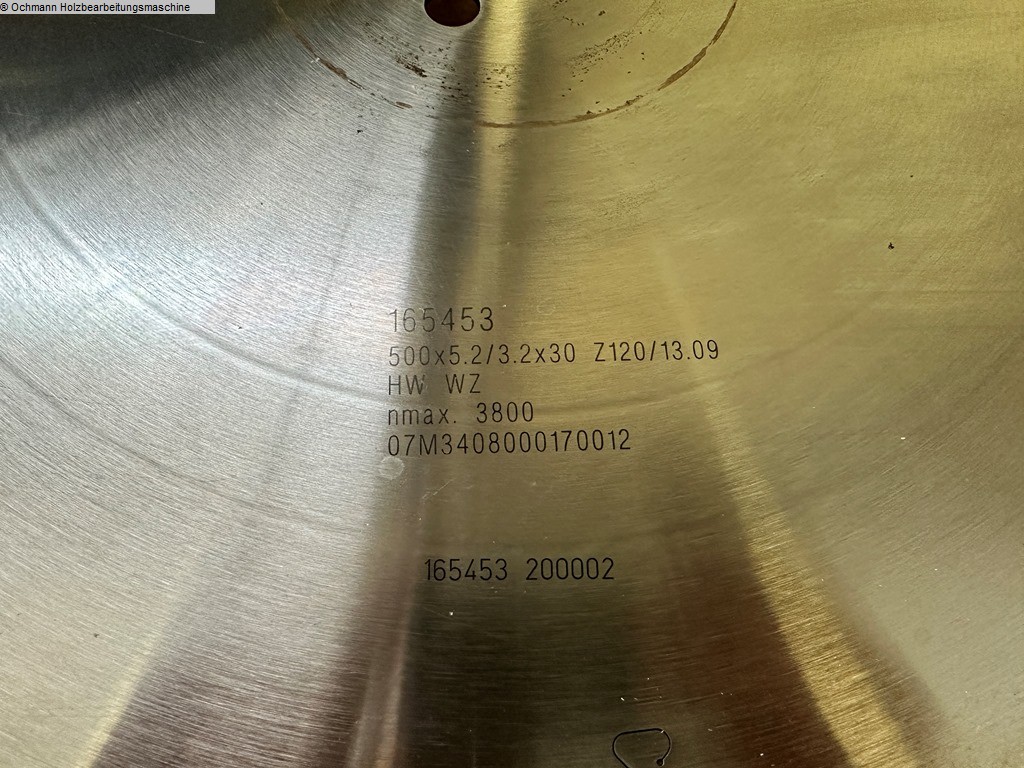 © Ochmann Holzbearbeitungsmaschine
165453
500x5.2/3.2x30 Z120/13.09
HW WZ
nmax. 3800
07M3408000170012
165453 200002